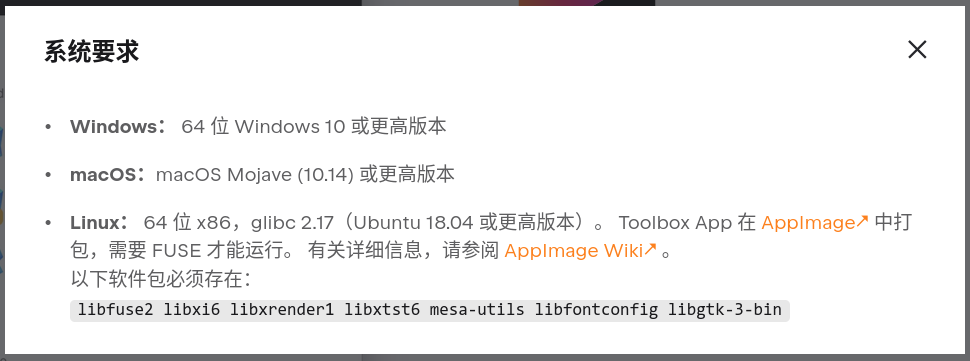 系统要求
• Windows： 64 位 Windows 10 或更高版本
• macOS：macOS Mojave (10.14) 或更高版本
• Linux： 64 位 x86，glibc 2.17（Ubuntu 18.04 或更高版本）。 Toolbox App 在 AppImage↗ 中打
包，需要 FUSE 才能运行。 有关详细信息，请参阅 AppImage Wiki↗ 。
以下软件包必须存在：
libfuse2 libxi6 libxrender1 libxtst6 mesa-utils libfontconfig libgtk-3-bin